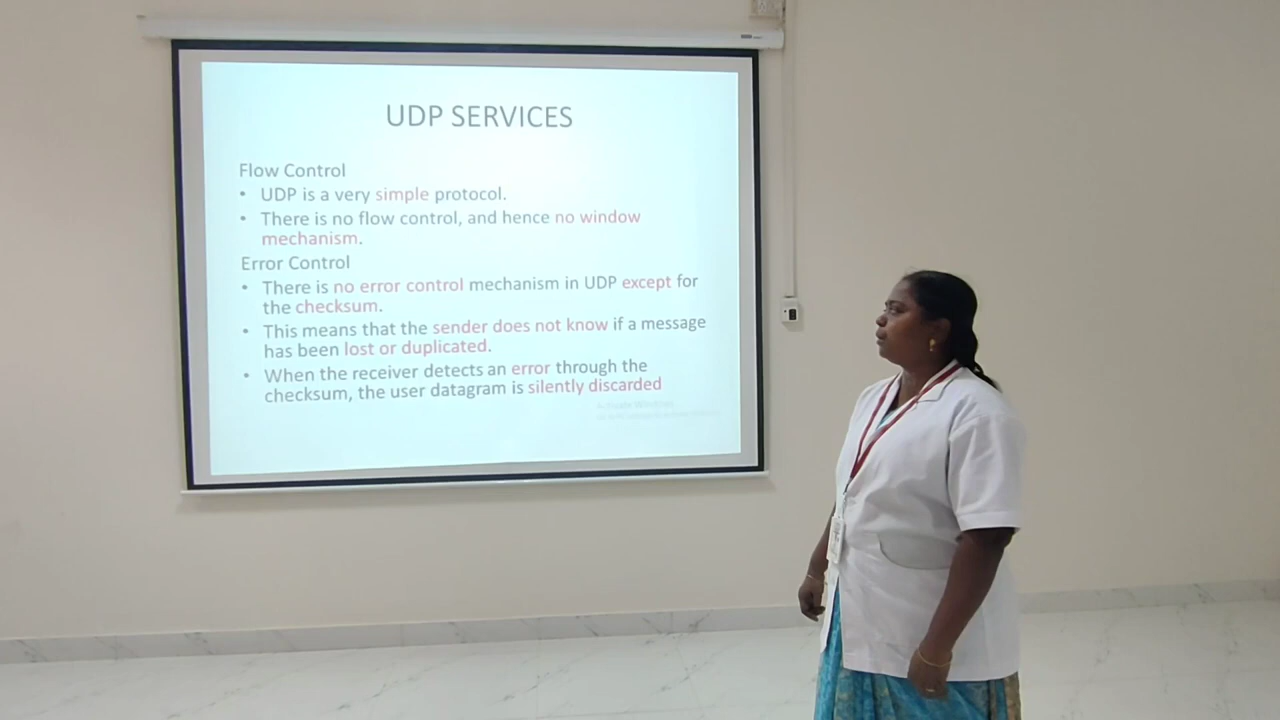 UDP SERVICES
Flow Control
• UDP is a very simple protocol.
• There is no flow control, and hence no window
mechanism.
Error Control
• There is no error control mechanism in UDP except for
the checksum.
• This means that the sender does not know if a message
has been lost or duplicated.
• When the receiver detects an error through the
checksum, the user datagram is silently discarded
Activate Windows